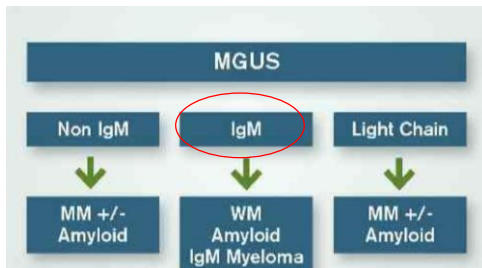 MGUS
Non IgM
IgM
Light Chain
MM +/-
Amyloid
WM
Amyloid
IgM Myeloma
MM +/-
Amyloid